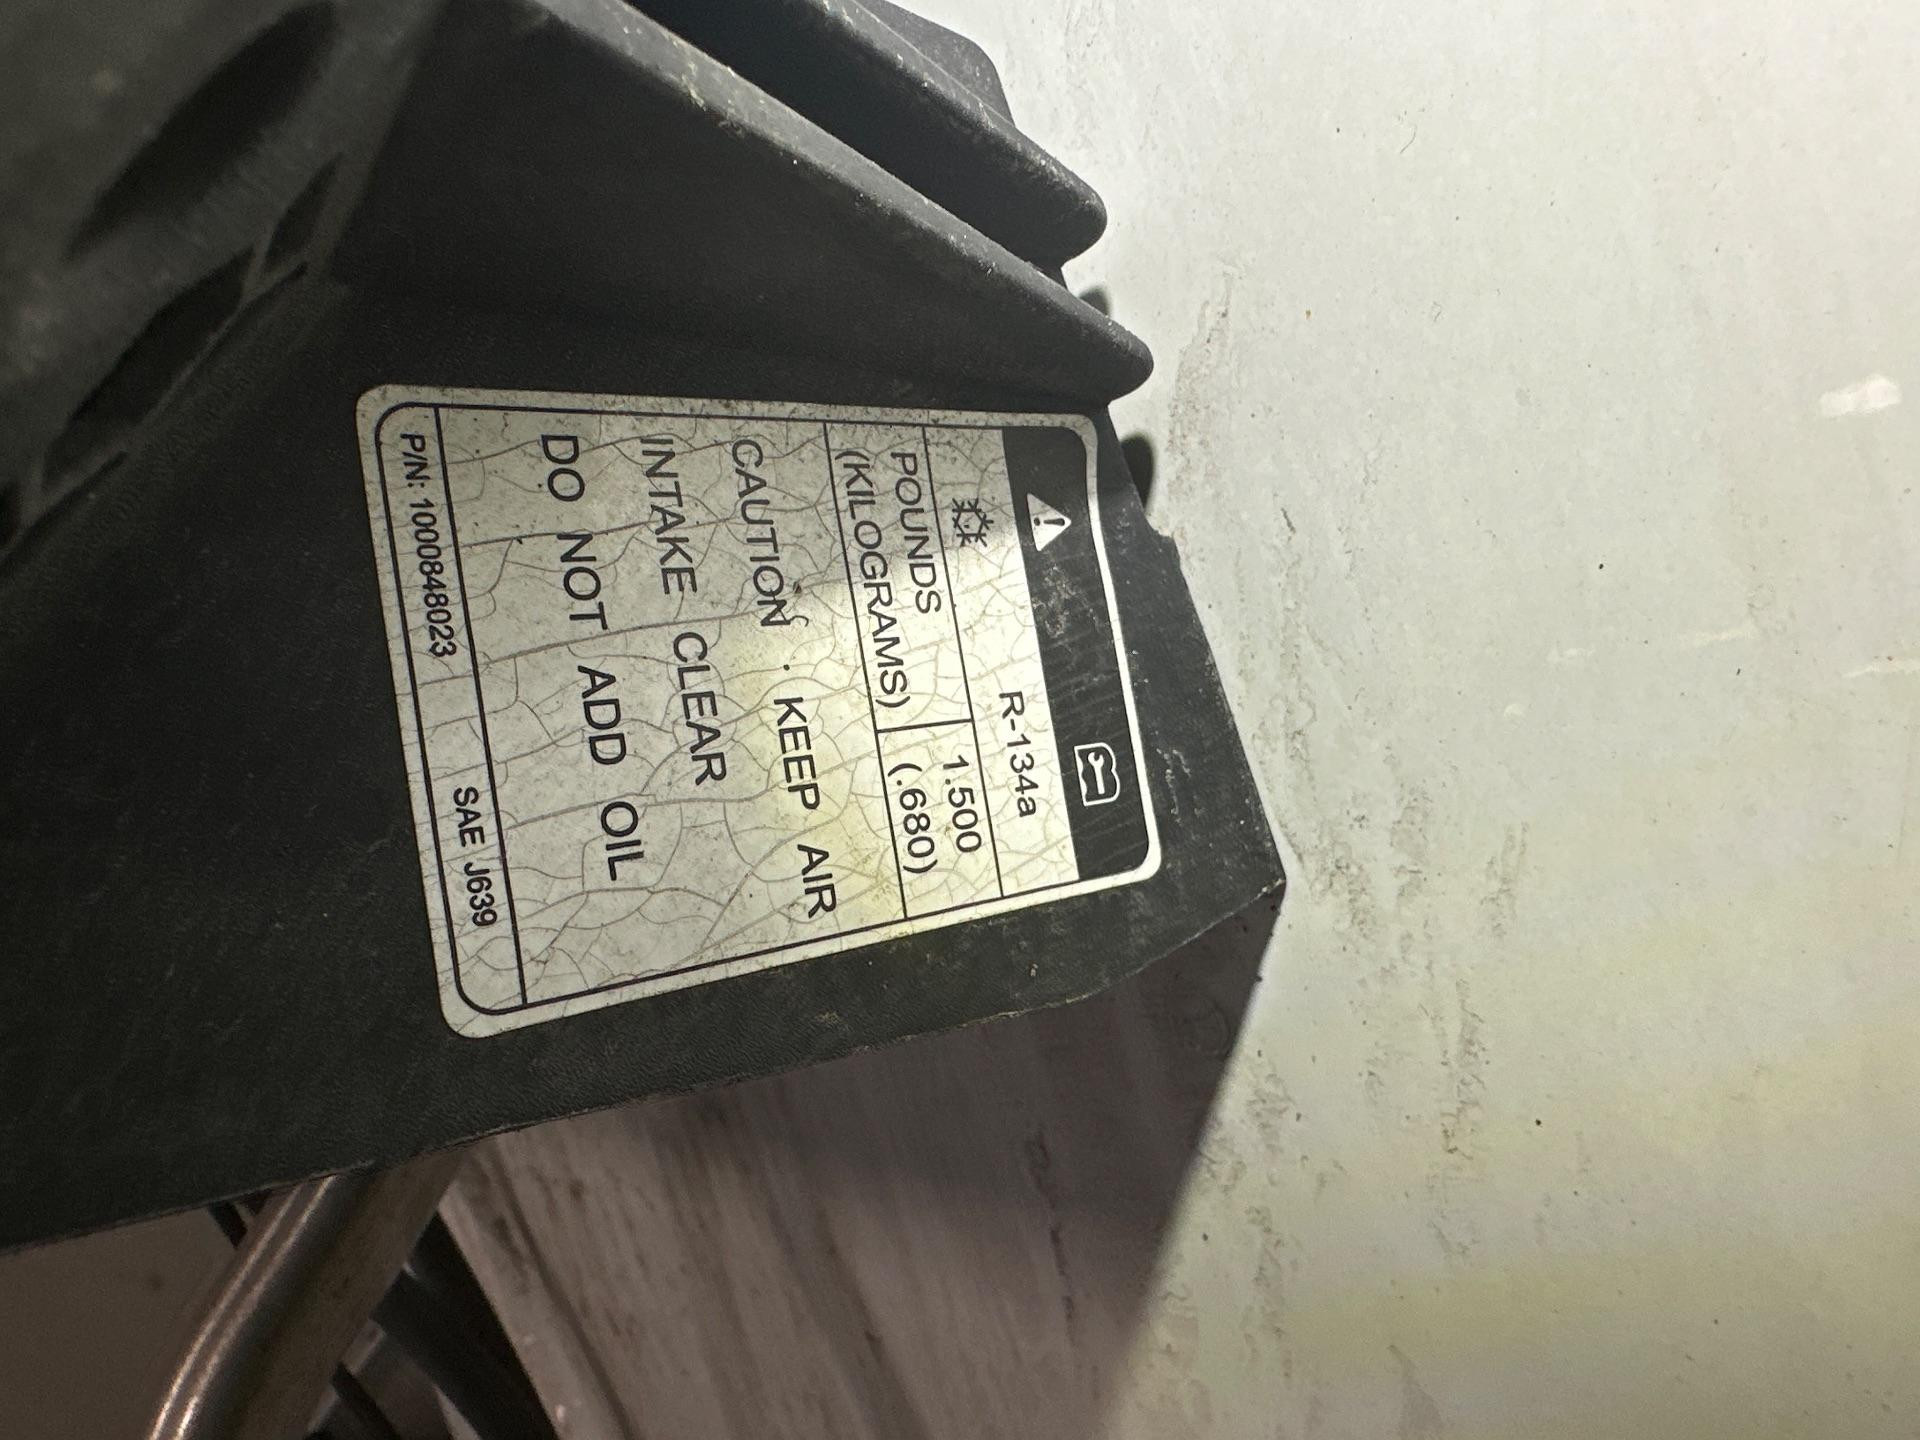 R-134a
POUNDS 1.500
(KILOGRAMS) (.680)
CAUTION . KEEP AIR
INTAKE CLEAR
DO NOT ADD OIL
P/N: 1000848023 SAE J639